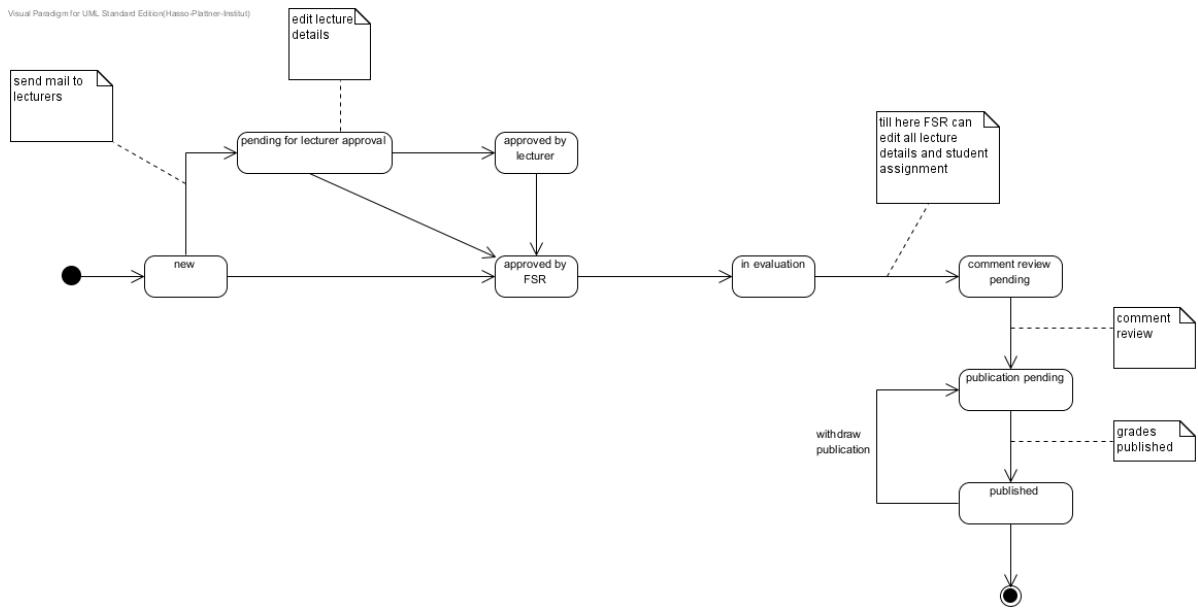 Visual Paradigm for UML Standard Edition(Hasso-Plattner-Institut)
edit lecture
details
send mail to
lecturers
till here FSR can
edit all lecture
details and student
assignment
pending for lecturer approval
approved by
lecturer
new
approved by
FSR
in evaluation
comment review
pending
comment
review
publication pending
withdraw
publication
grades
published
published